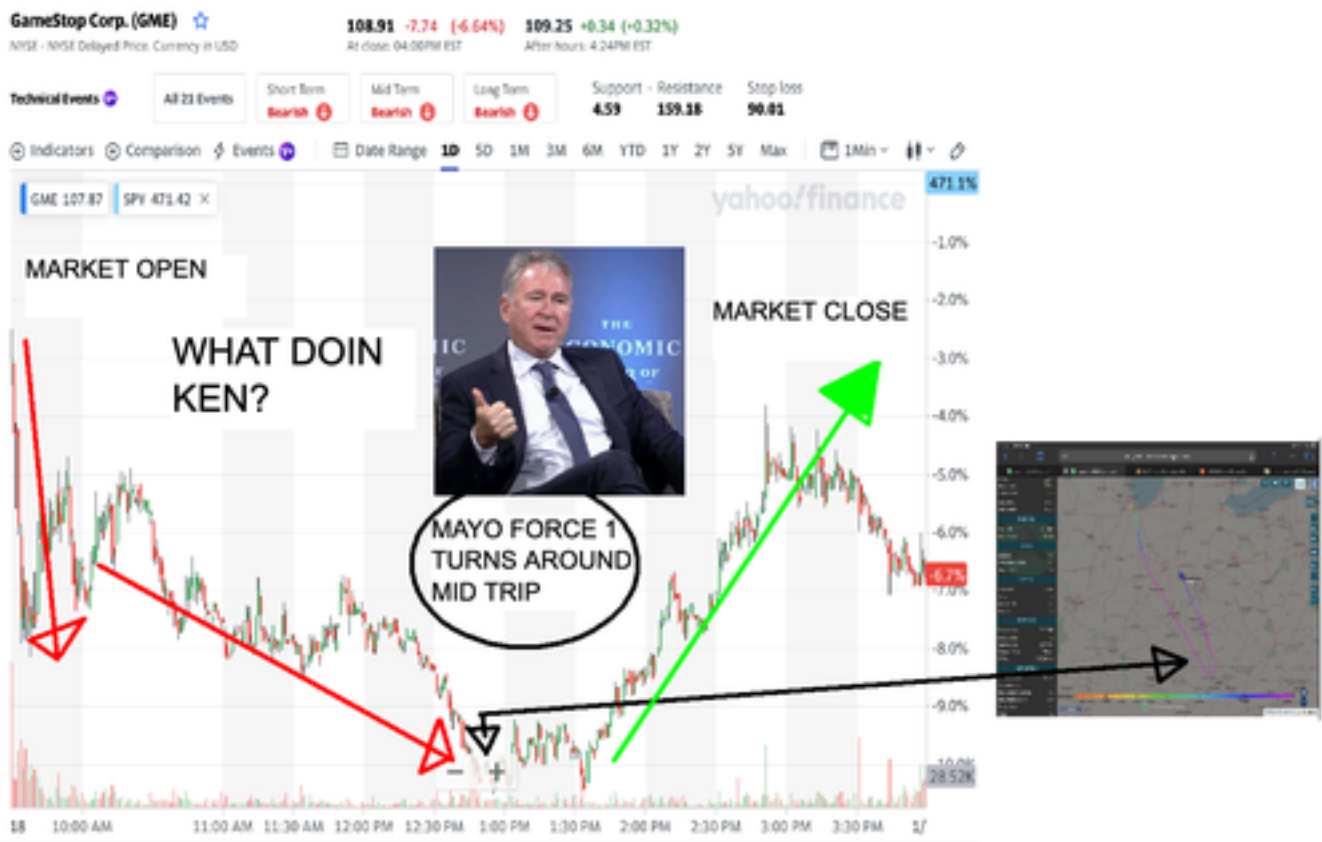 GameStop Corp. (GME)
NYSE - NYSE Delayed Price. Currency in USD
108.91 -7.74 (-6.64%)
At close: 04:00PM EST
109.25 +0.34 (+0.32%)
After hours: 4:24PM EST
Technical Events
All 21 Events
Short Term
Bearish
Mid Term
Bearish
Long Term
Bearish
Support - Resistance
4.59 159.18
Stop loss
90.01
Indicators Comparison Events Date Range 1D 5D 1M 3M 6M YTD 1Y 2Y 5Y Max 1Min
GME 107.87 SPY 471.42 ×
yahoo!finance
471.1%
-1.0%
-2.0%
-3.0%
-4.0%
-5.0%
-6.0%
-6.7%
-7.0%
-8.0%
-9.0%
28.52K
MARKET OPEN
WHAT DOIN
KEN?
THE
ECONOMIC
OF
MARKET CLOSE
MAYO FORCE 1
TURNS AROUND
MID TRIP
− +
18 10:00 AM 11:00 AM 11:30 AM 12:00 PM 12:30 PM 1:00 PM 1:30 PM 2:00 PM 2:30 PM 3:00 PM 3:30 PM 1/